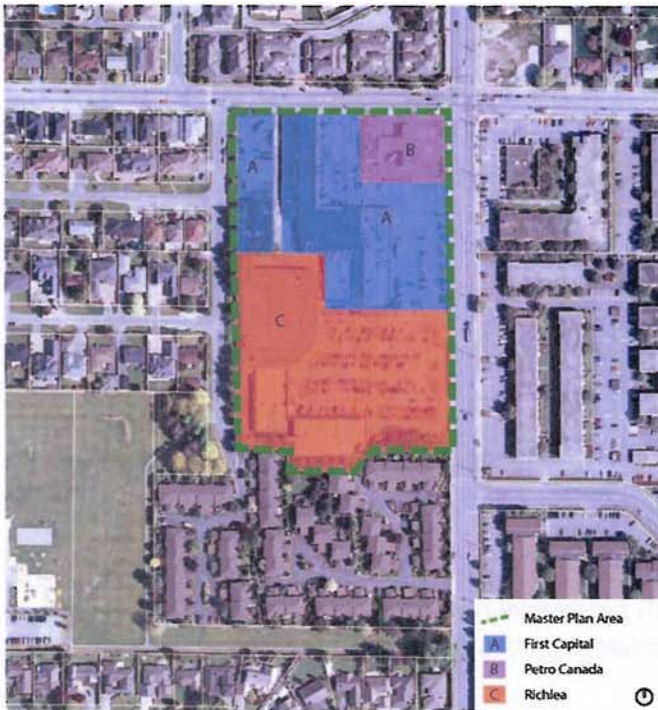 A
B
A
C
Master Plan Area
A First Capital
B Petro Canada
C Richlea